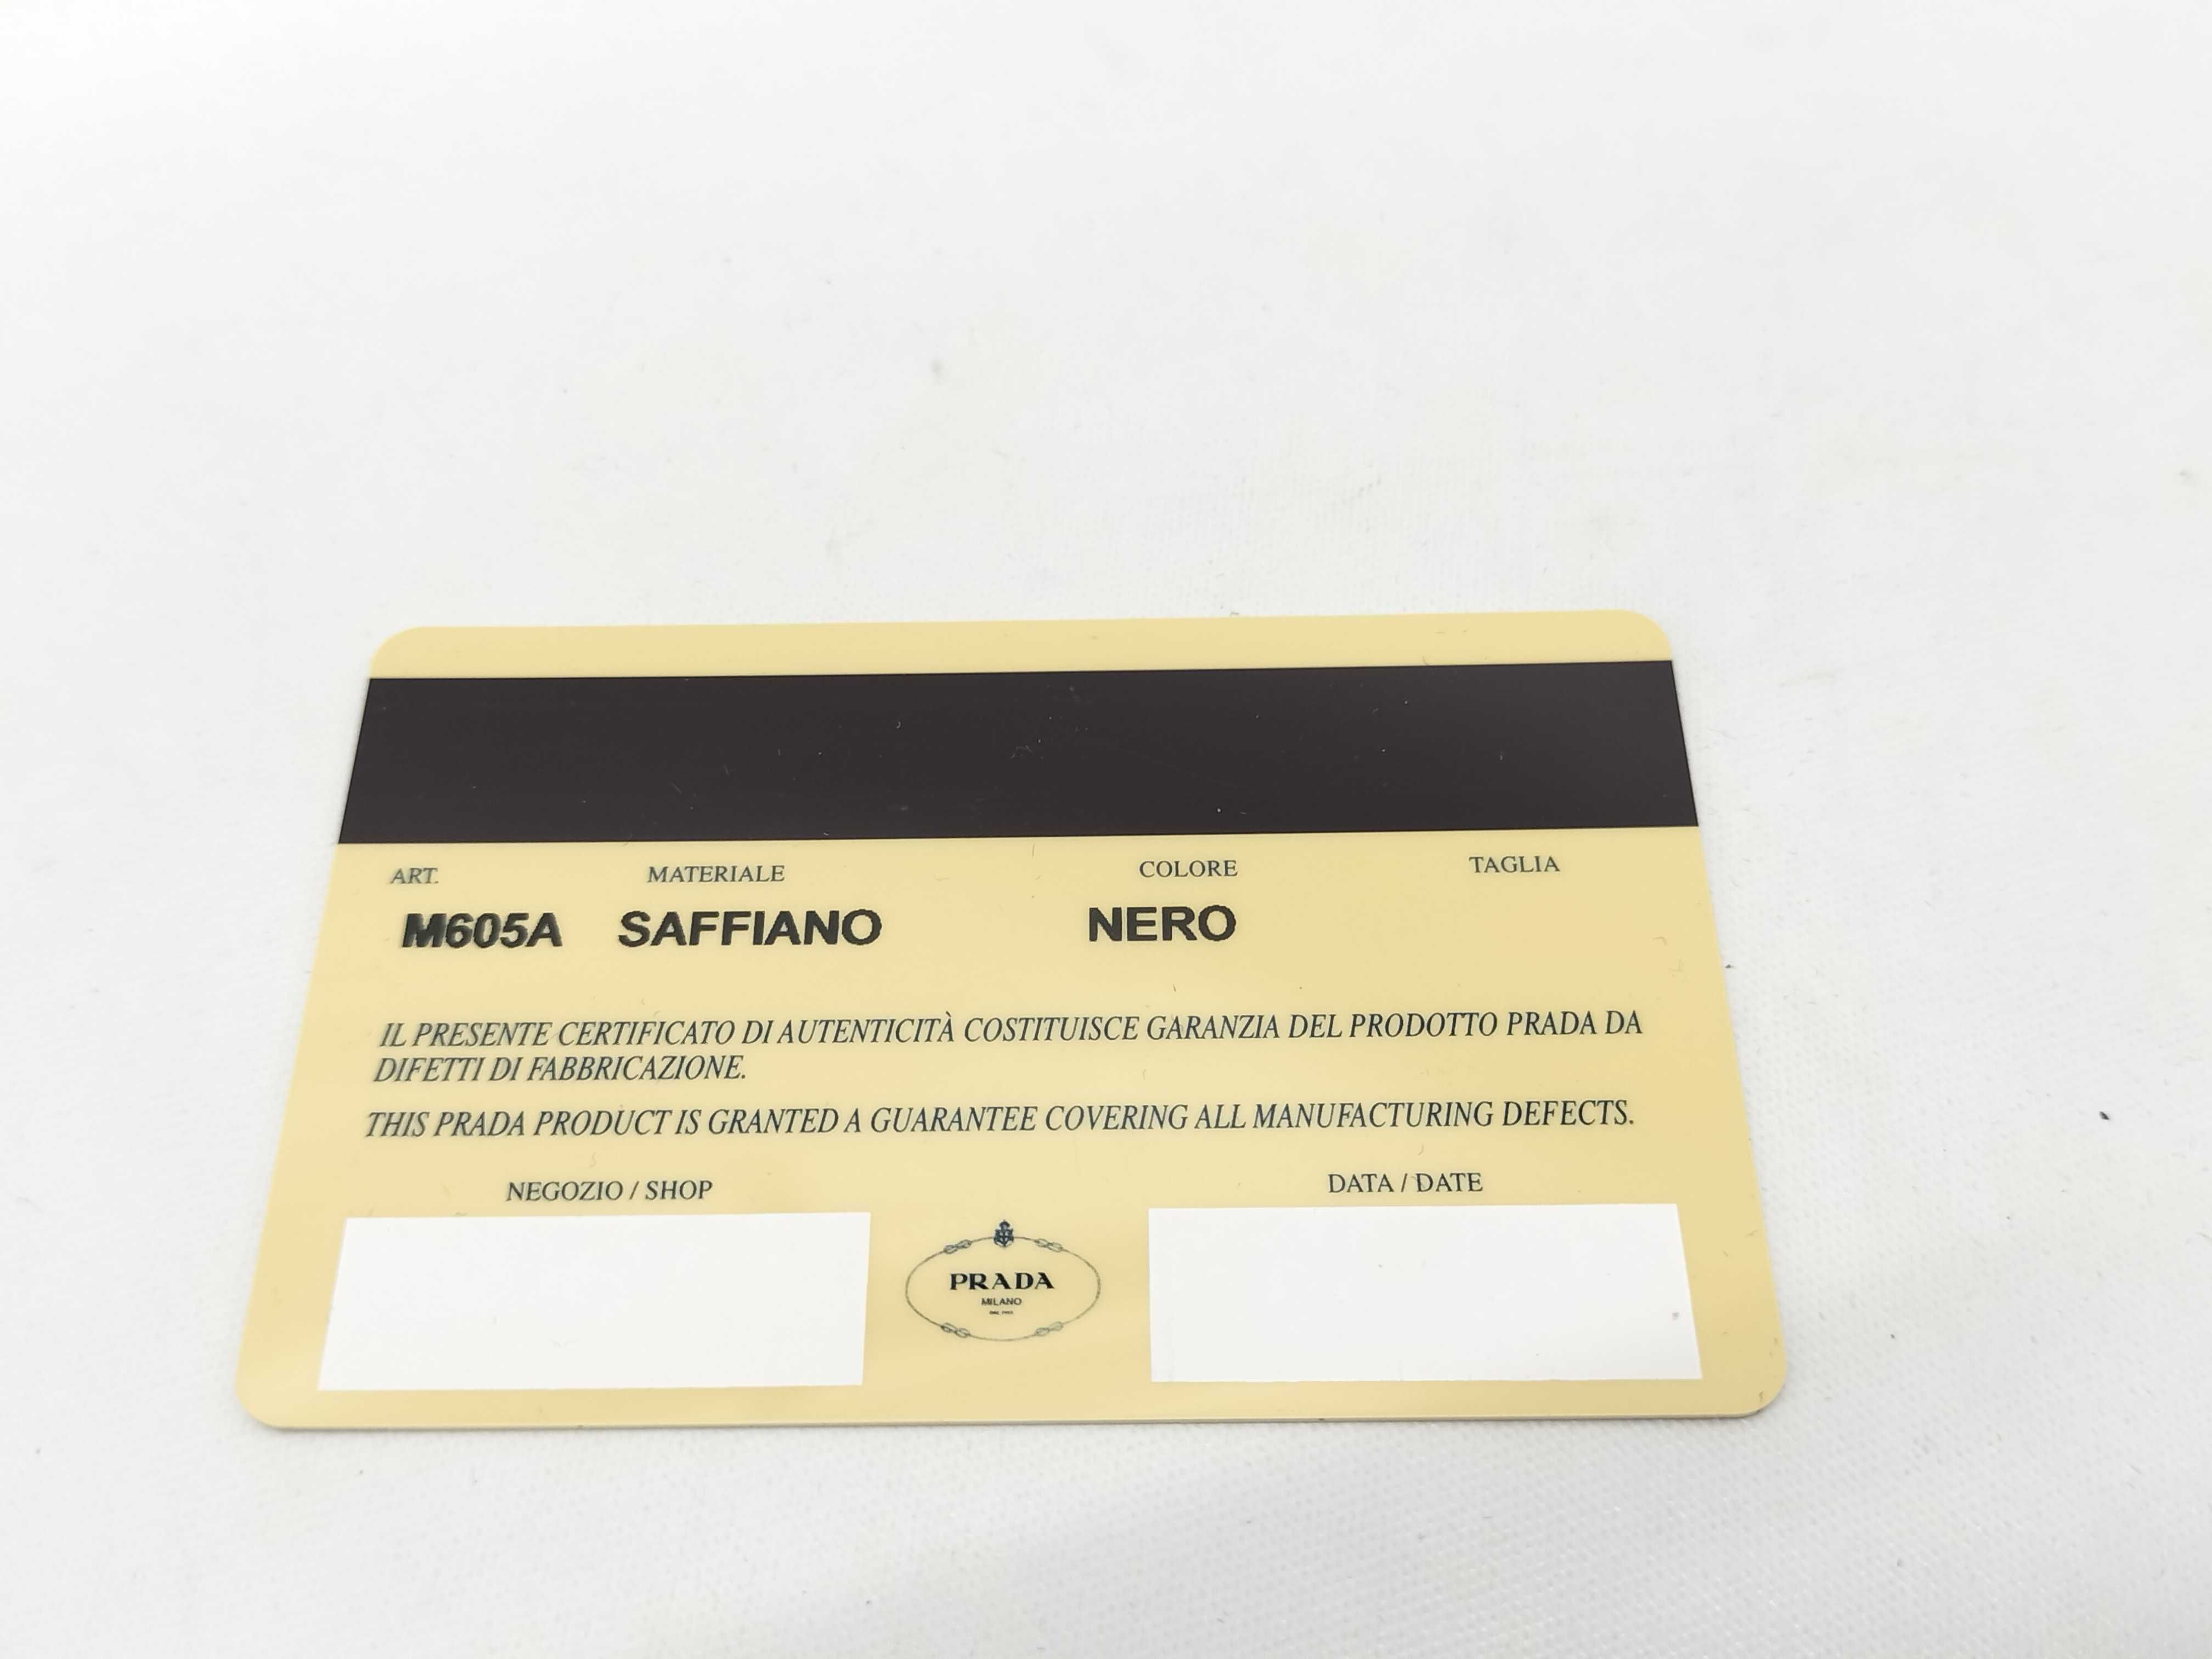 ART. MATERIALE COLORE TAGLIA
M605A SAFFIANO NERO
IL PRESENTE CERTIFICATO DI AUTENTICITÀ COSTITUISCE GARANZIA DEL PRODOTTO PRADA DA
DIFETTI DI FABBRICAZIONE.
THIS PRADA PRODUCT IS GRANTED A GUARANTEE COVERING ALL MANUFACTURING DEFECTS.
NEGOZIO / SHOP DATA / DATE
PRADA
MILANO